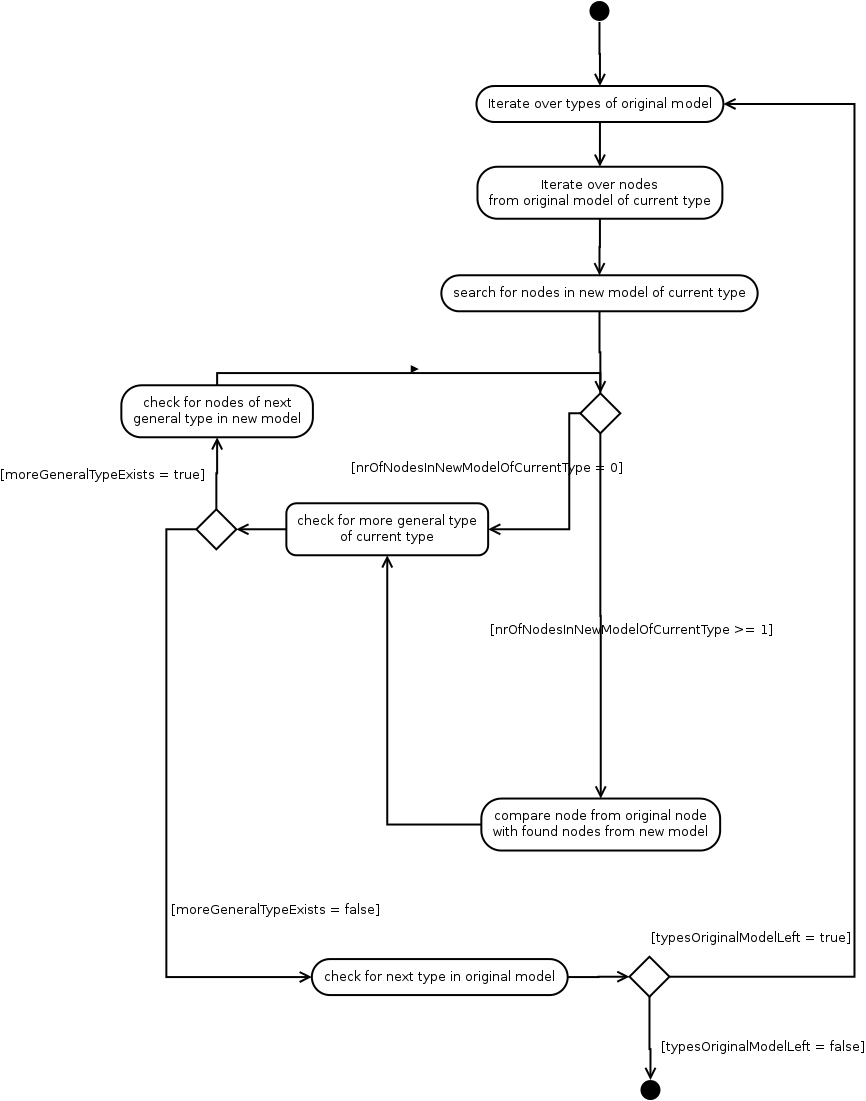 Iterate over types of original model
Iterate over nodes
from original model of current type
search for nodes in new model of current type
check for nodes of next
general type in new model
[nrOfNodesInNewModelOfCurrentType = 0]
[moreGeneralTypeExists = true]
check for more general type
of current type
[nrOfNodesInNewModelOfCurrentType >= 1]
compare node from original node
with found nodes from new model
[moreGeneralTypeExists = false]
[typesOriginalModelLeft = true]
check for next type in original model
[typesOriginalModelLeft = false]